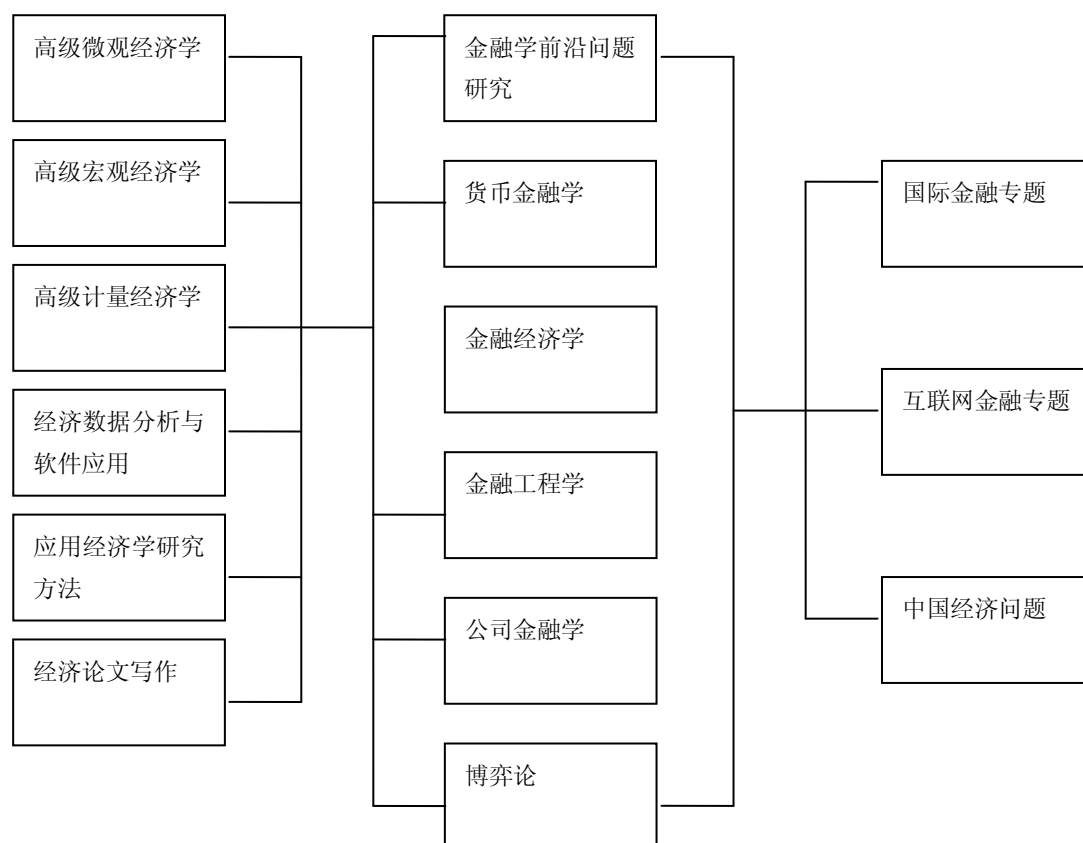 高级微观经济学
高级宏观经济学
高级计量经济学
经济数据分析与
软件应用
应用经济学研究
方法
经济论文写作
金融学前沿问题
研究
货币金融学
金融经济学
金融工程学
公司金融学
博弈论
国际金融专题
互联网金融专题
中国经济问题